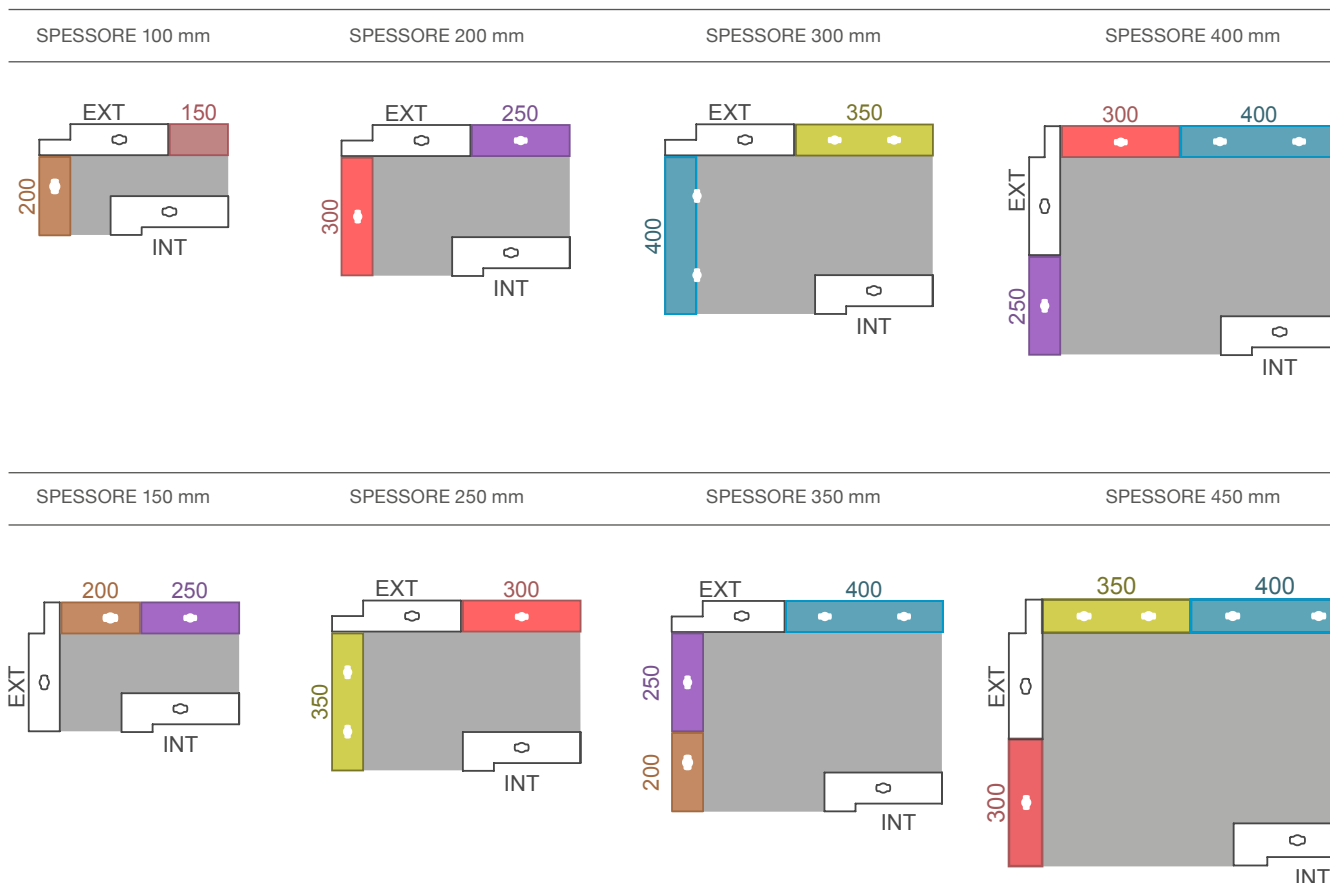 SPESSORE 100 mm
SPESSORE 200 mm
SPESSORE 300 mm
SPESSORE 400 mm
EXT
150
200
INT
EXT
250
300
INT
EXT
350
400
INT
300
400
EXT
250
INT
SPESSORE 150 mm
SPESSORE 250 mm
SPESSORE 350 mm
SPESSORE 450 mm
200
250
EXT
INT
EXT
300
350
INT
EXT
400
250
200
INT
350
400
EXT
300
INT